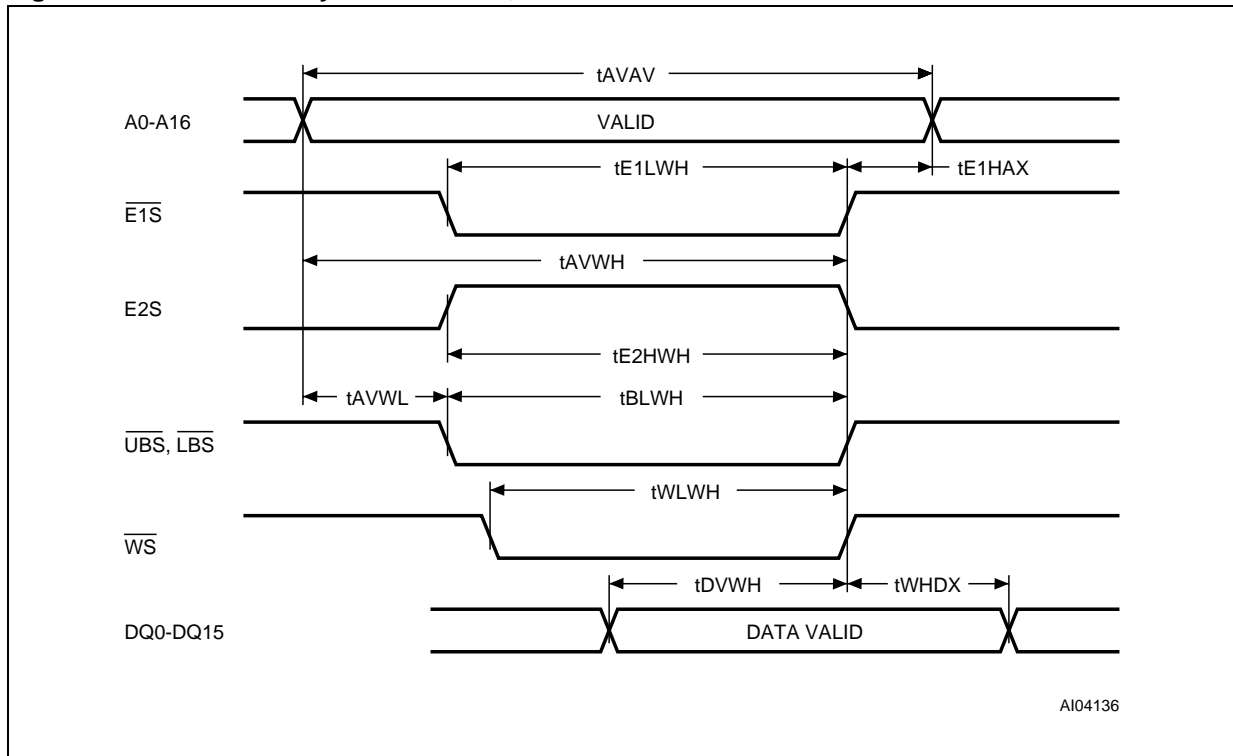 tAVAV
A0-A16 VALID
tE1LWH tE1HAX
E1S
tAVWH
E2S
tE2HWH
tAVWL tBLWH
UBS, LBS
tWLWH
WS
tDVWH tWHDX
DQ0-DQ15 DATA VALID
AI04136